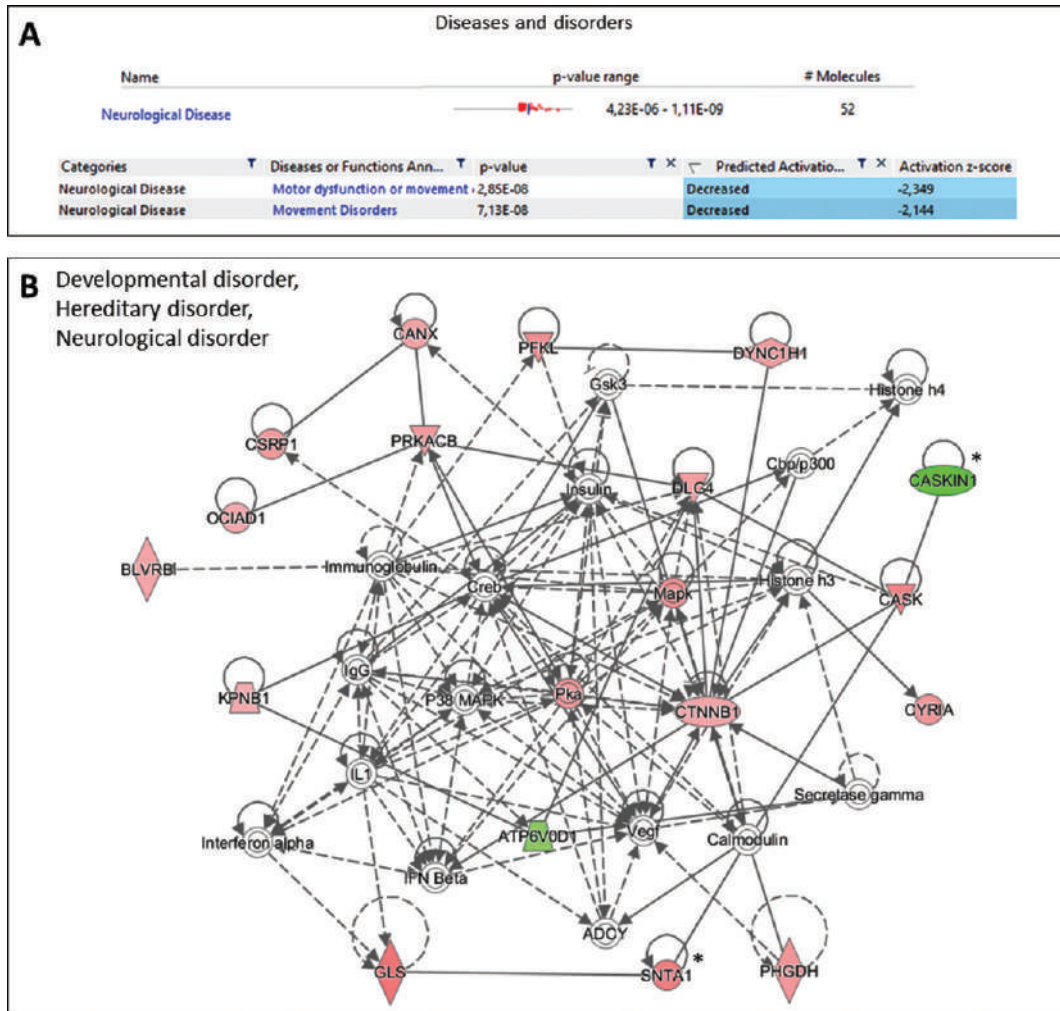 A
Diseases and disorders
Name p-value range # Molecules
Neurological Disease 4,23E-06 - 1,11E-09 52
Categories Diseases or Functions Ann... p-value Predicted Activatio... Activation z-score
Neurological Disease Motor dysfunction or movement 2,85E-08 Decreased -2,349
Neurological Disease Movement Disorders 7,13E-08 Decreased -2,144
B
Developmental disorder,
Hereditary disorder,
Neurological disorder
CANX
PFKL
DYNC1H1
Gsk3
Histone h4
CSRP1
PRKACB
Cbp/p300
*
CASKIN1
Insulin
DLG4
OCIAD1
BLVRB
Immunoglobulin
Creb
Mapk
Histone h3
CASK
IgG
KPNB1
P38 MAPK
Pka
CTNNB1
CYRIA
IL1
Secretase gamma
Interferon alpha
ATP6V0D1
Vegf
Calmodulin
IFN Beta
ADCY
GLS
SNTA1
*
PHGDH